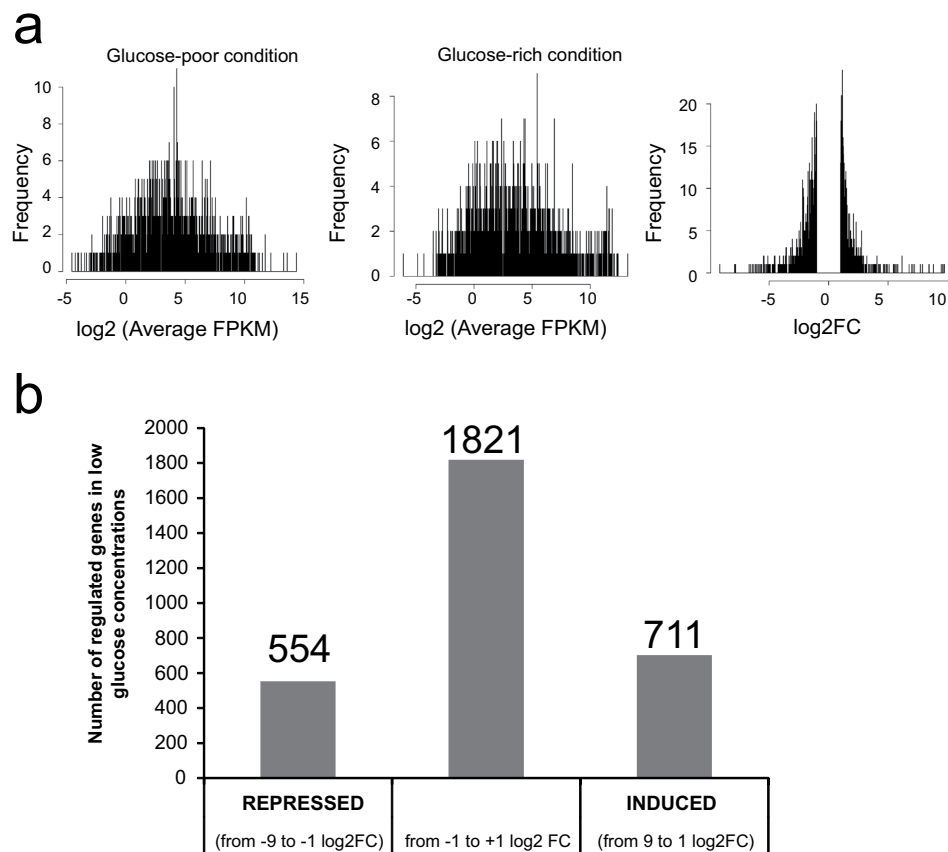 a
Glucose-poor condition
Frequency
10
8
6
4
2
0
-5 0 5 10 15
log2 (Average FPKM)
Glucose-rich condition
Frequency
8
6
4
2
0
-5 0 5 10
log2 (Average FPKM)
Frequency
20
15
10
5
0
-5 0 5 10
log2FC
b
Number of regulated genes in low
glucose concentrations
2000
1800
1600
1400
1200
1000
800
600
400
200
0
554
1821
711
REPRESSED
(from -9 to -1 log2FC)
from -1 to +1 log2 FC
INDUCED
(from 9 to 1 log2FC)